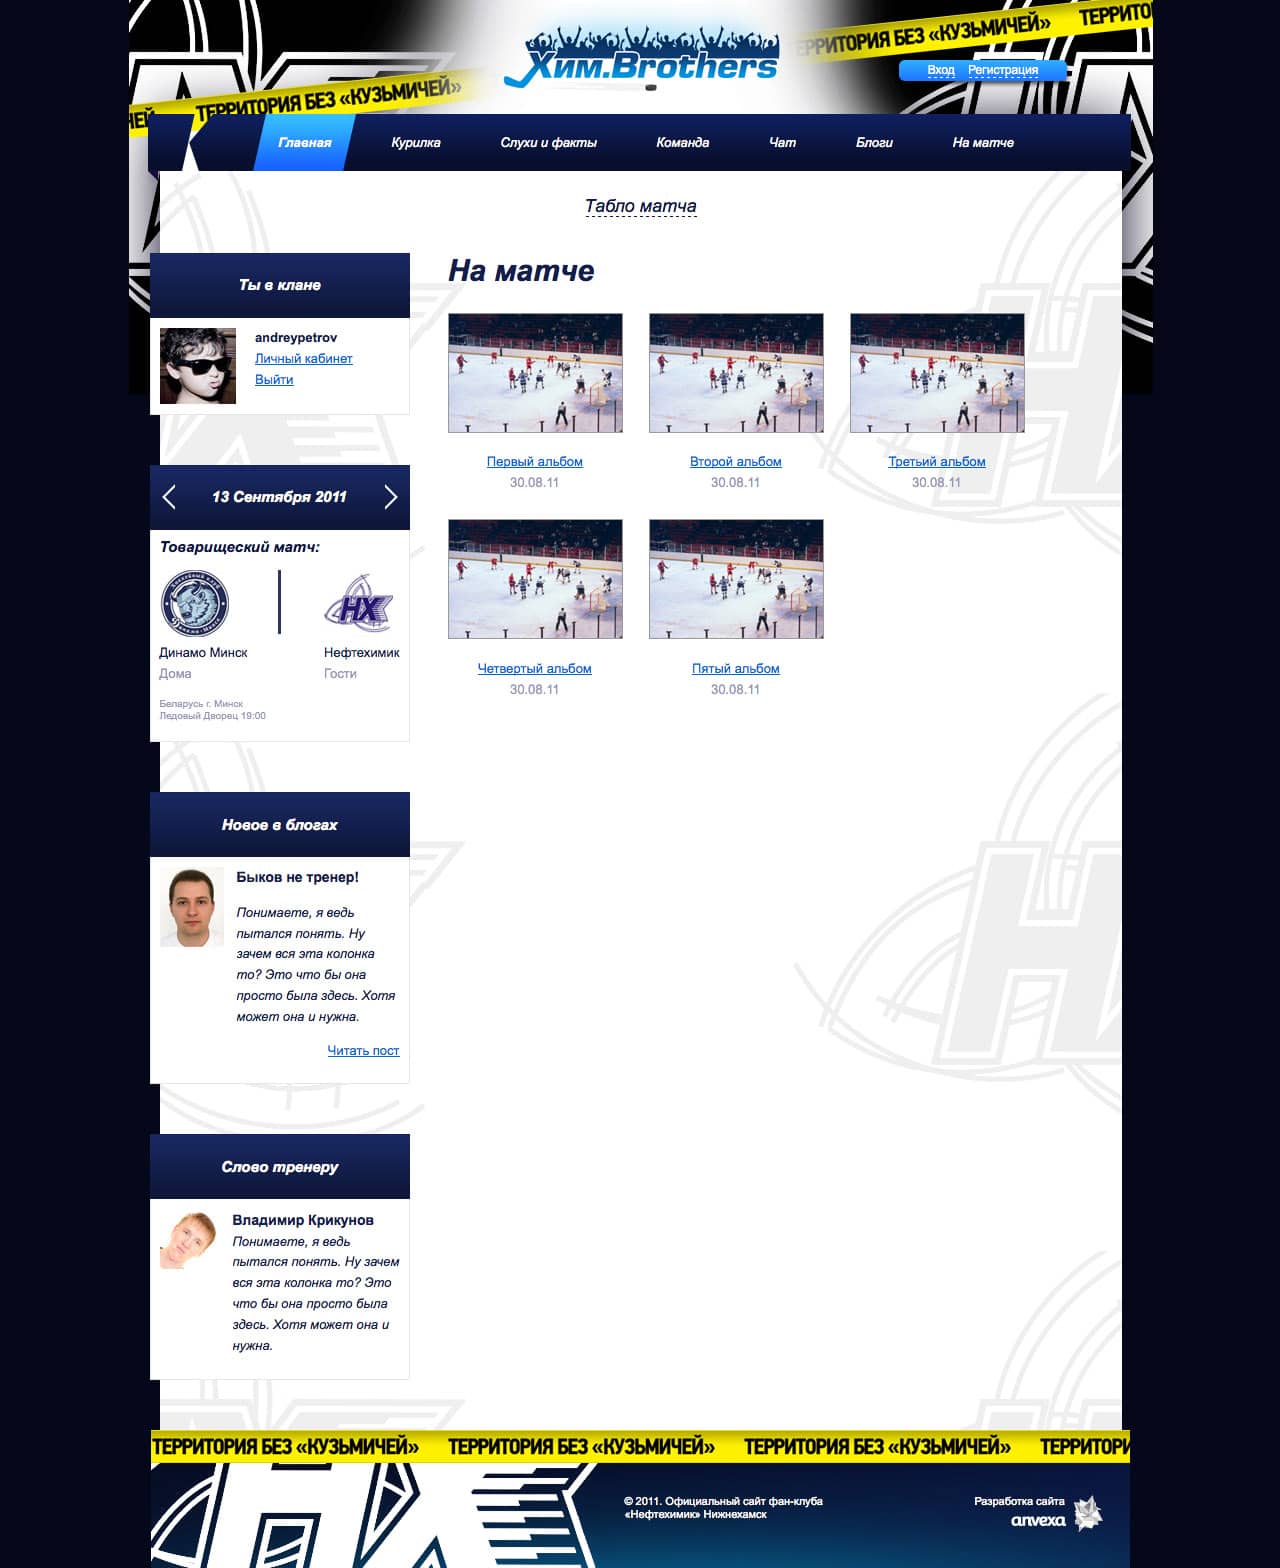 ТЕРРИТОРИЯ БЕЗ «КУЗЬМИЧЕЙ» ТЕРРИТО
Хим.Brothers
Вход Регистрация
ЧЕЙ» ТЕРРИТОРИЯ БЕЗ «КУЗЬМИЧЕЙ»
Главная Курилка Слухи и факты Команда Чат Блоги На матче
Табло матча
Ты в клане
andreypetrov
Личный кабинет
Выйти
13 Сентября 2011
Товарищеский матч:
НХ
Динамо Минск Нефтехимик
Дома Гости
Беларусь г. Минск
Ледовый Дворец 19:00
Новое в блогах
Быков не тренер!
Понимаете, я ведь
пытался понять. Ну
зачем вся эта колонка
то? Это что бы она
просто была здесь. Хотя
может она и нужна.
Читать пост
Слово тренеру
Владимир Крикунов
Понимаете, я ведь
пытался понять. Ну зачем
вся эта колонка то? Это
что бы она просто была
здесь. Хотя может она и
нужна.
На матче
Первый альбом Второй альбом Третьий альбом
30.08.11 30.08.11 30.08.11
Четвертый альбом Пятый альбом
30.08.11 30.08.11
ТЕРРИТОРИЯ БЕЗ «КУЗЬМИЧЕЙ» ТЕРРИТОРИЯ БЕЗ «КУЗЬМИЧЕЙ» ТЕРРИТОРИЯ БЕЗ «КУЗЬМИЧЕЙ» ТЕРРИТОРИ
НХ
© 2011. Официальный сайт фан-клуба
«Нефтехимик» Нижнехамск
Разработка сайта
anvexa